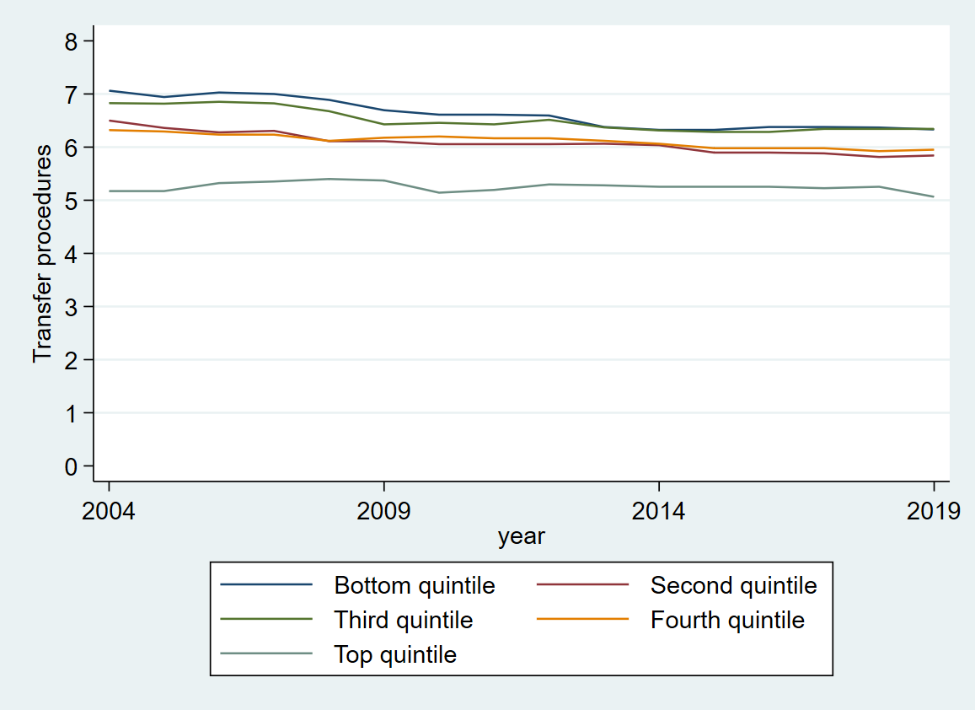 8
7
6
5
4
3
2
1
0
Transfer procedures
2004 2009 2014 2019
year
Bottom quintile Second quintile
Third quintile Fourth quintile
Top quintile